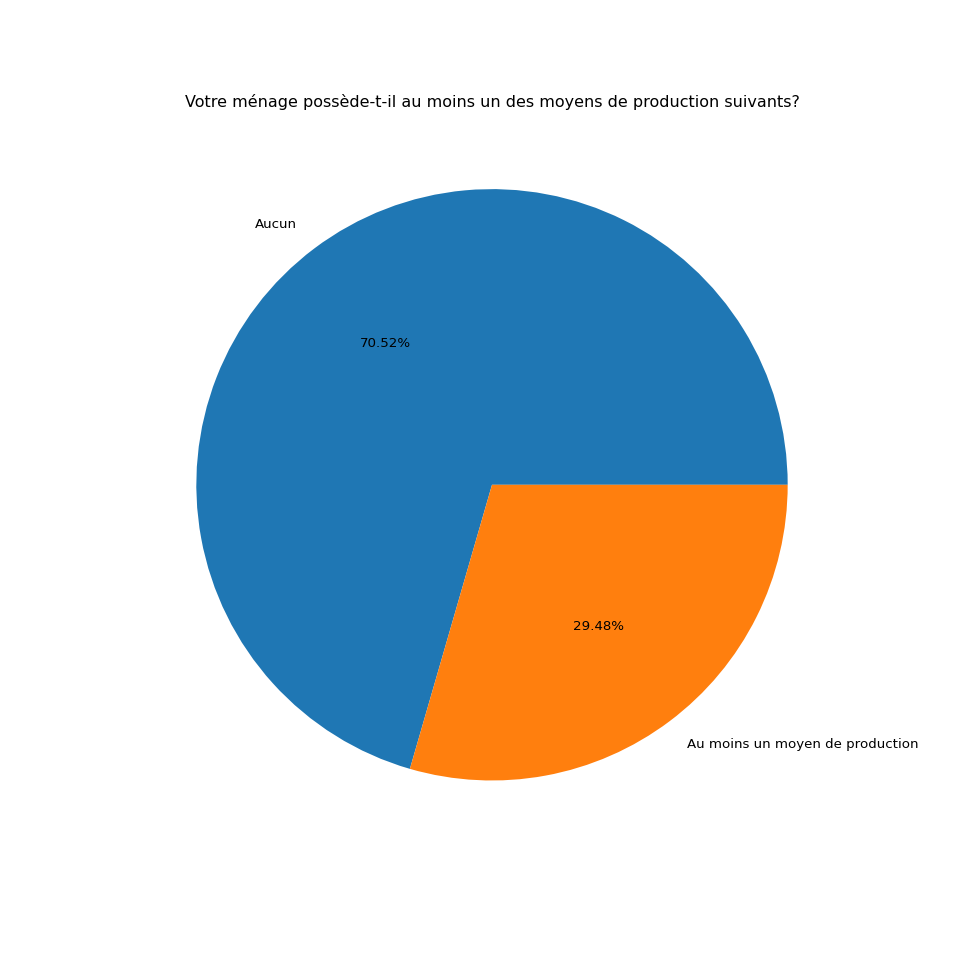 Votre ménage possède-t-il au moins un des moyens de production suivants?
Aucun
70.52%
29.48%
Au moins un moyen de production